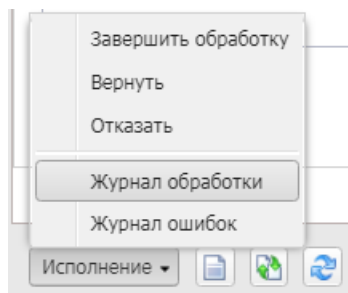 Завершить обработку
Вернуть
Отказать
Журнал обработки
Журнал ошибок
Исполнение